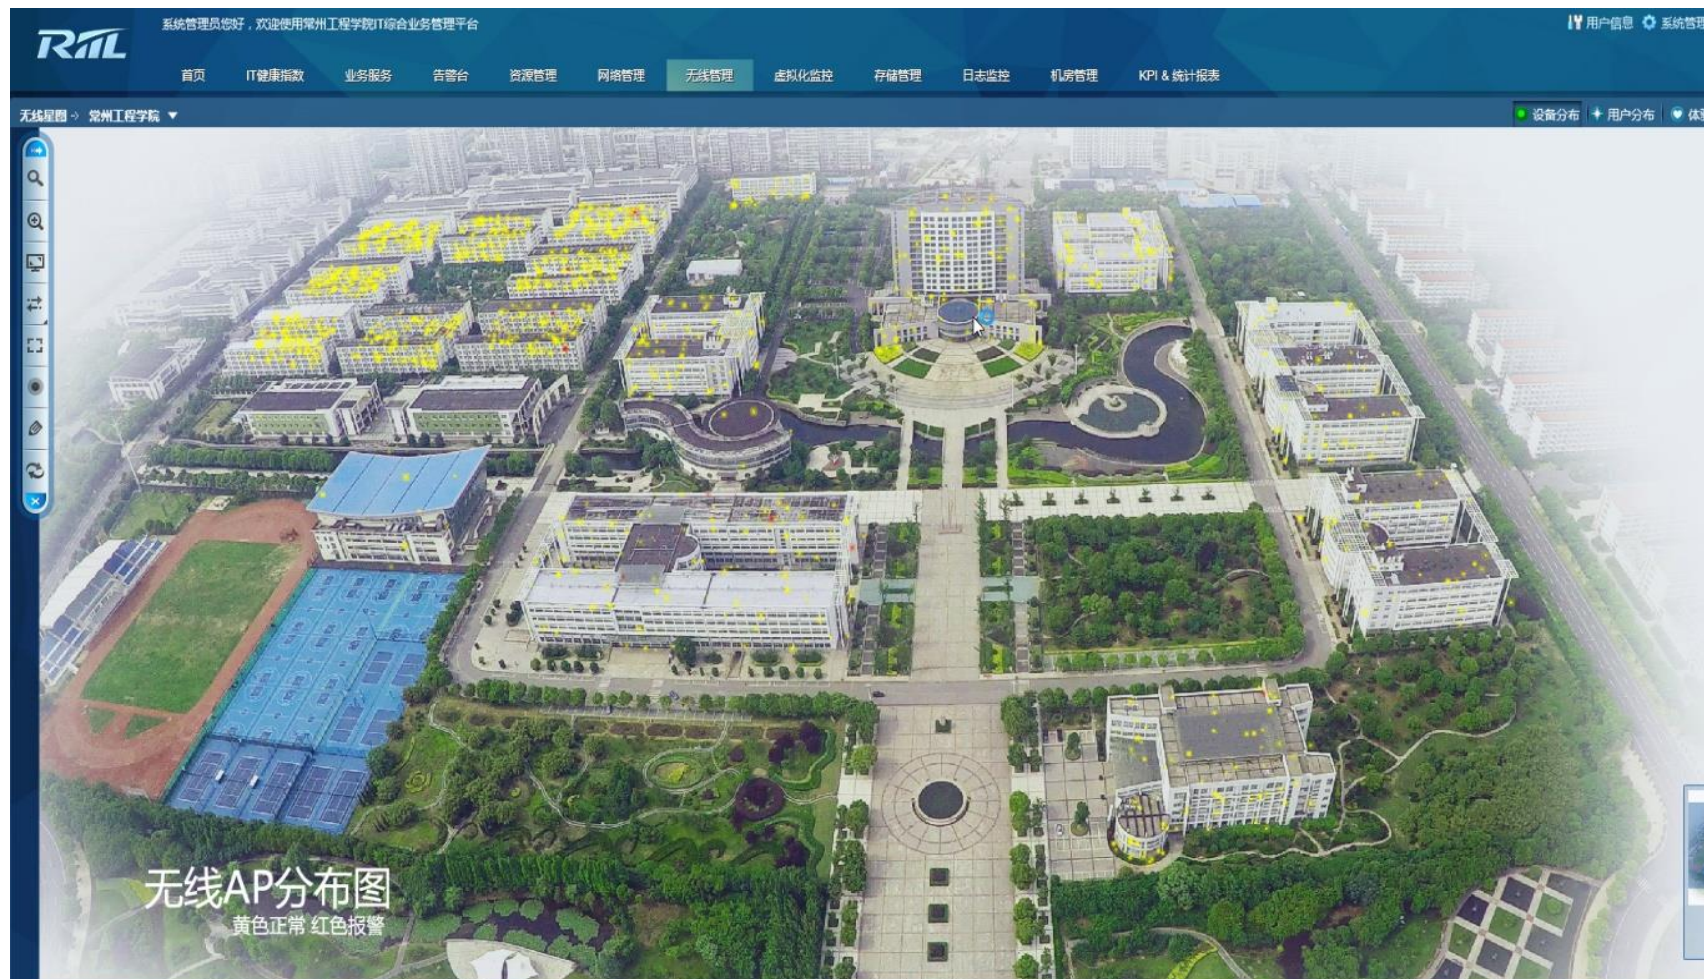 RIIL
系统管理员您好，欢迎使用常州工程学院IT综合业务管理平台
用户信息 系统管理
首页 IT健康指数 业务服务 告警台 资源管理 网络管理 无线管理 虚拟化监控 存储管理 日志监控 机房管理 KPI & 统计报表
无线星图 常州工程学院
设备分布 用户分布 体
无线AP分布图
黄色正常 红色报警